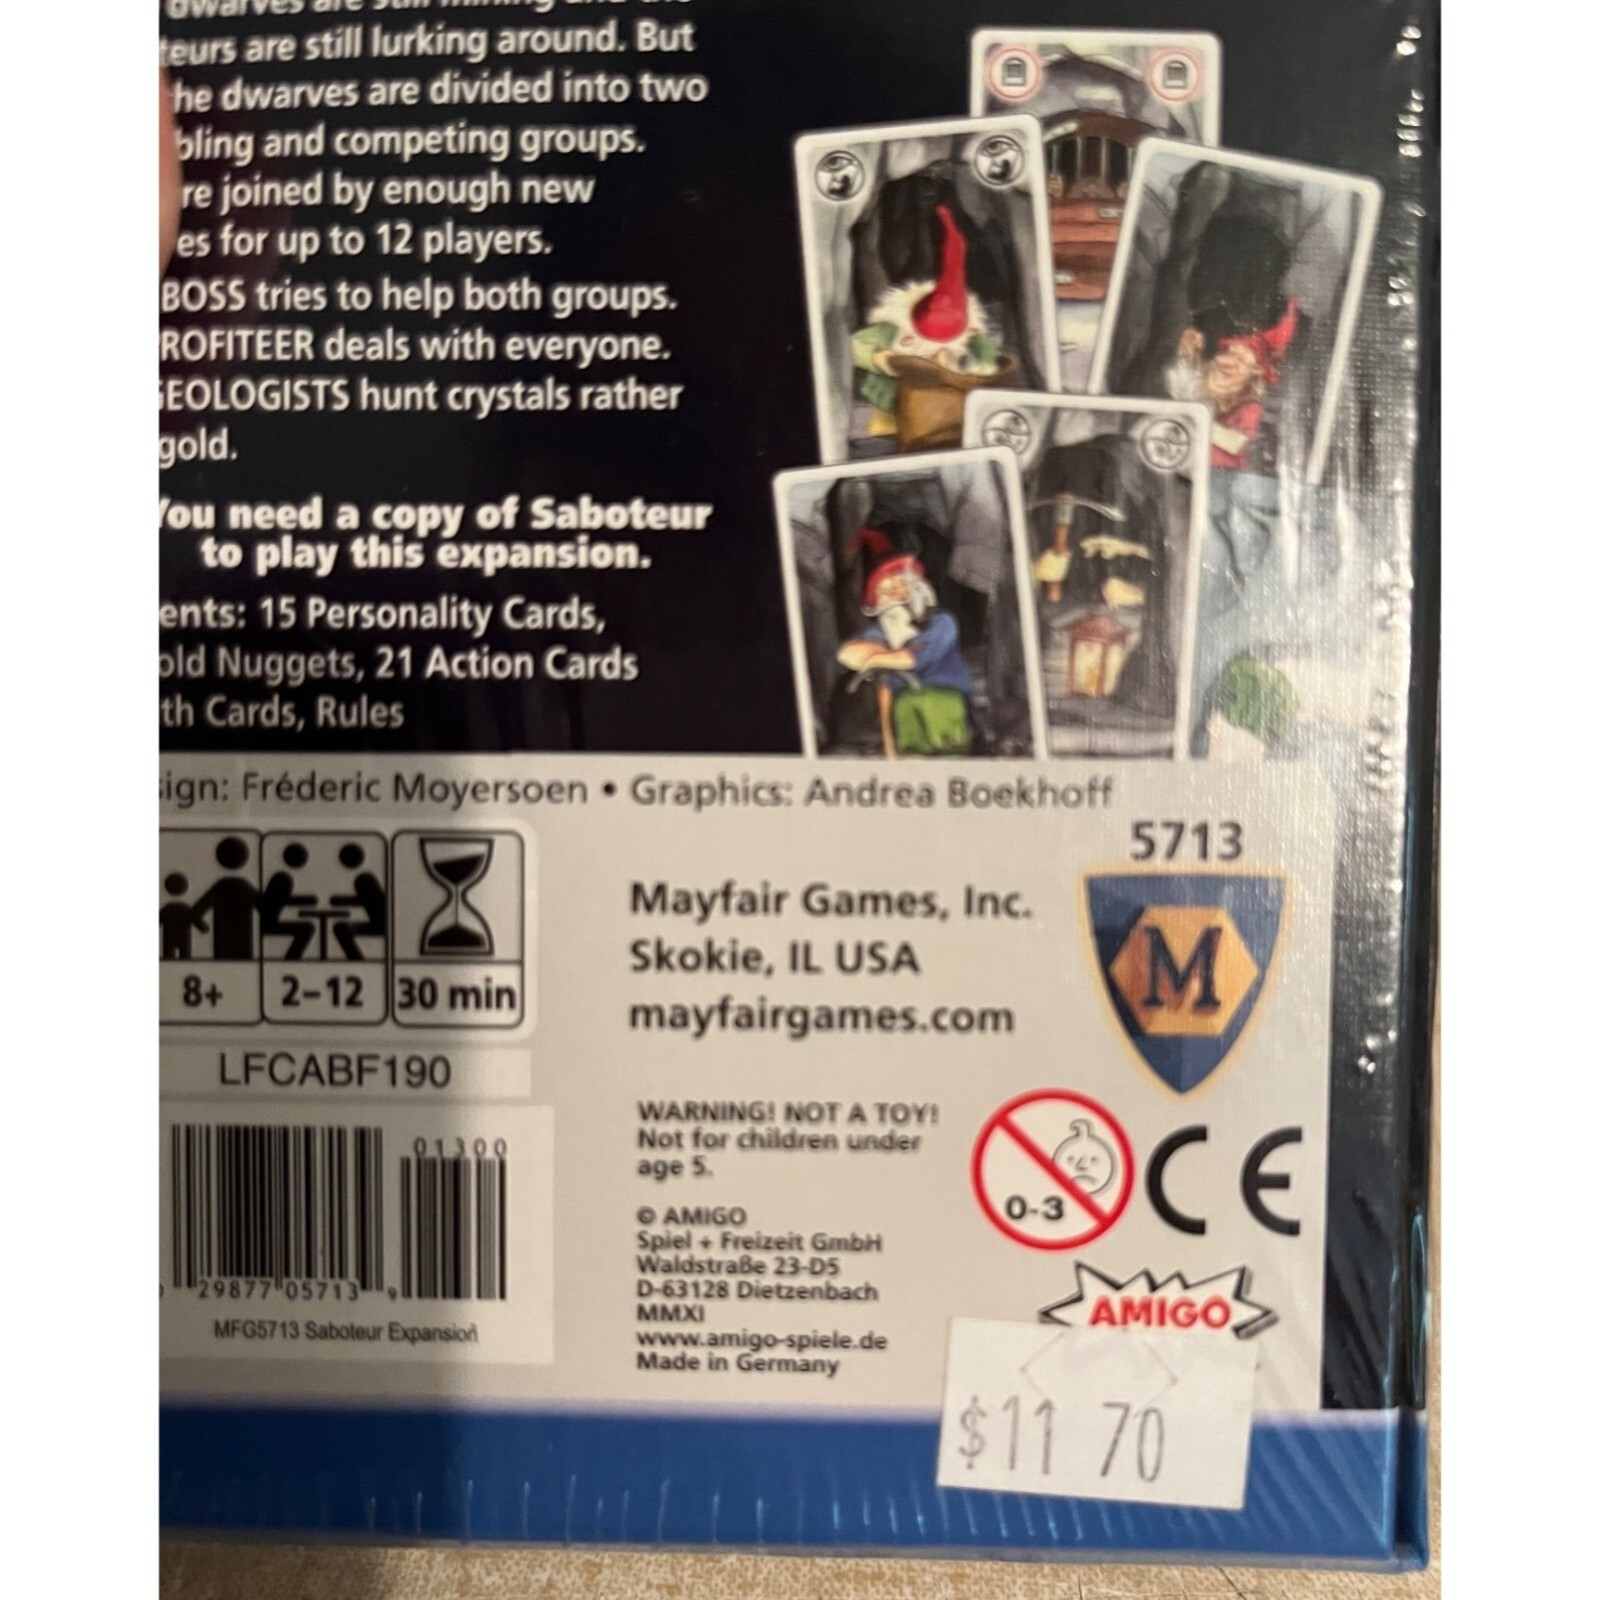 dwarves are still mining and the
teurs are still lurking around. But
he dwarves are divided into two
bling and competing groups.
re joined by enough new
es for up to 12 players.
BOSS tries to help both groups.
ROFITEER deals with everyone.
GEOLOGISTS hunt crystals rather
gold.
You need a copy of Saboteur
to play this expansion.
ents: 15 Personality Cards,
old Nuggets, 21 Action Cards
th Cards, Rules
sign: Fréderic Moyersoen • Graphics: Andrea Boekhoff
5713
M
Mayfair Games, Inc.
Skokie, IL USA
mayfairgames.com
8+ 2-12 30 min
LFCABF190
01300
29877 05713 9
MFG5713 Saboteur Expansion
WARNING! NOT A TOY!
Not for children under
age 5.
0-3
CE
© AMIGO
Spiel + Freizeit GmbH
Waldstraße 23-D5
D-63128 Dietzenbach
MMXI
www.amigo-spiele.de
Made in Germany
AMIGO
$11 70